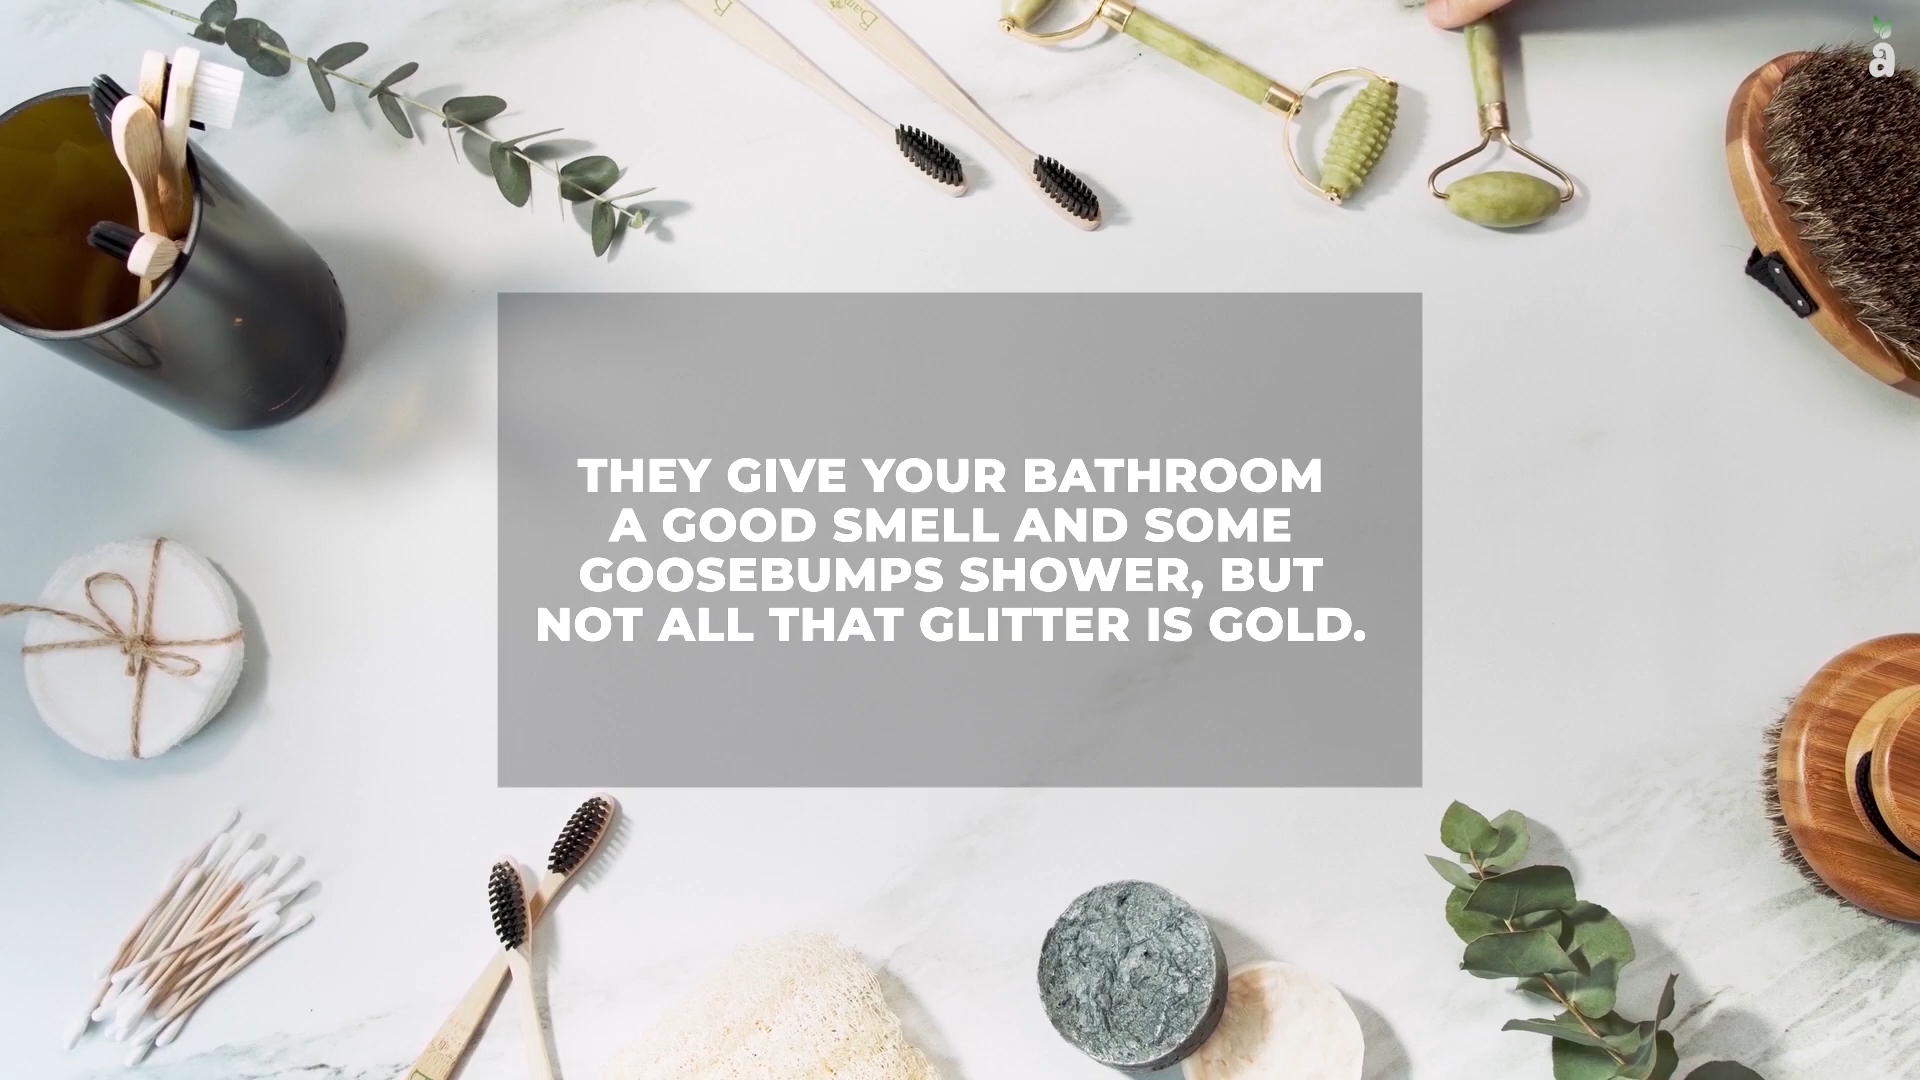 THEY GIVE YOUR BATHROOM
A GOOD SMELL AND SOME
GOOSEBUMPS SHOWER, BUT
NOT ALL THAT GLITTER IS GOLD.
a